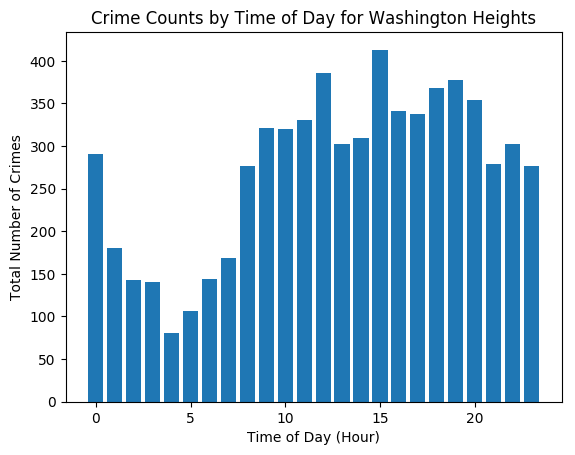 Crime Counts by Time of Day for Washington Heights
Total Number of Crimes
400
350
300
250
200
150
100
50
0
0 5 10 15 20
Time of Day (Hour)